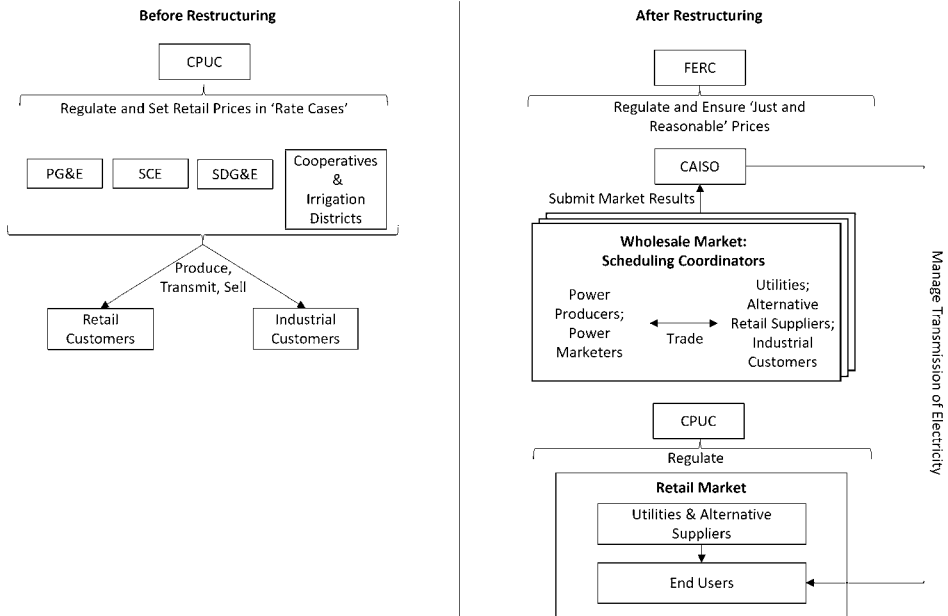 Before Restructuring
CPUC
Regulate and Set Retail Prices in ‘Rate Cases’
PG&E
SCE
SDG&E
Cooperatives
&
Irrigation
Districts
Produce,
Transmit, Sell
Retail
Customers
Industrial
Customers
After Restructuring
FERC
Regulate and Ensure ‘Just and
Reasonable’ Prices
CAISO
Submit Market Results
Wholesale Market:
Scheduling Coordinators
Power
Producers;
Power
Marketers
Trade
Utilities;
Alternative
Retail Suppliers;
Industrial
Customers
CPUC
Regulate
Retail Market
Utilities & Alternative
Suppliers
End Users
Manage Transmission of Electricity